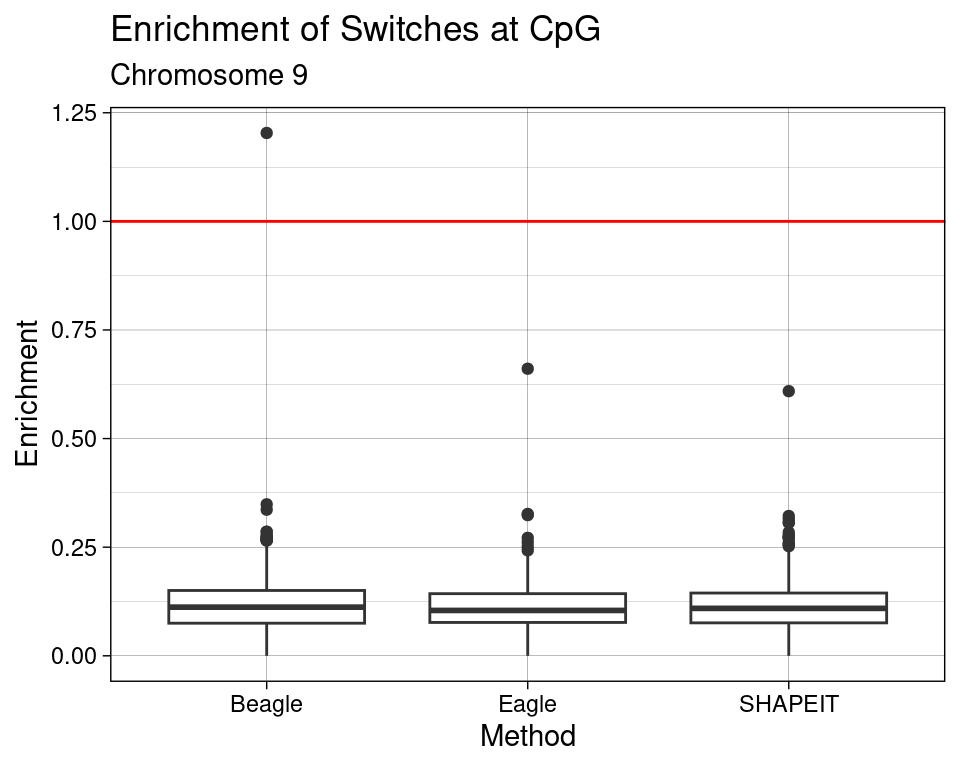 Enrichment of Switches at CpG
Chromosome 9
1.25
1.00
0.75
0.50
0.25
0.00
Enrichment
Beagle
Eagle
SHAPEIT
Method